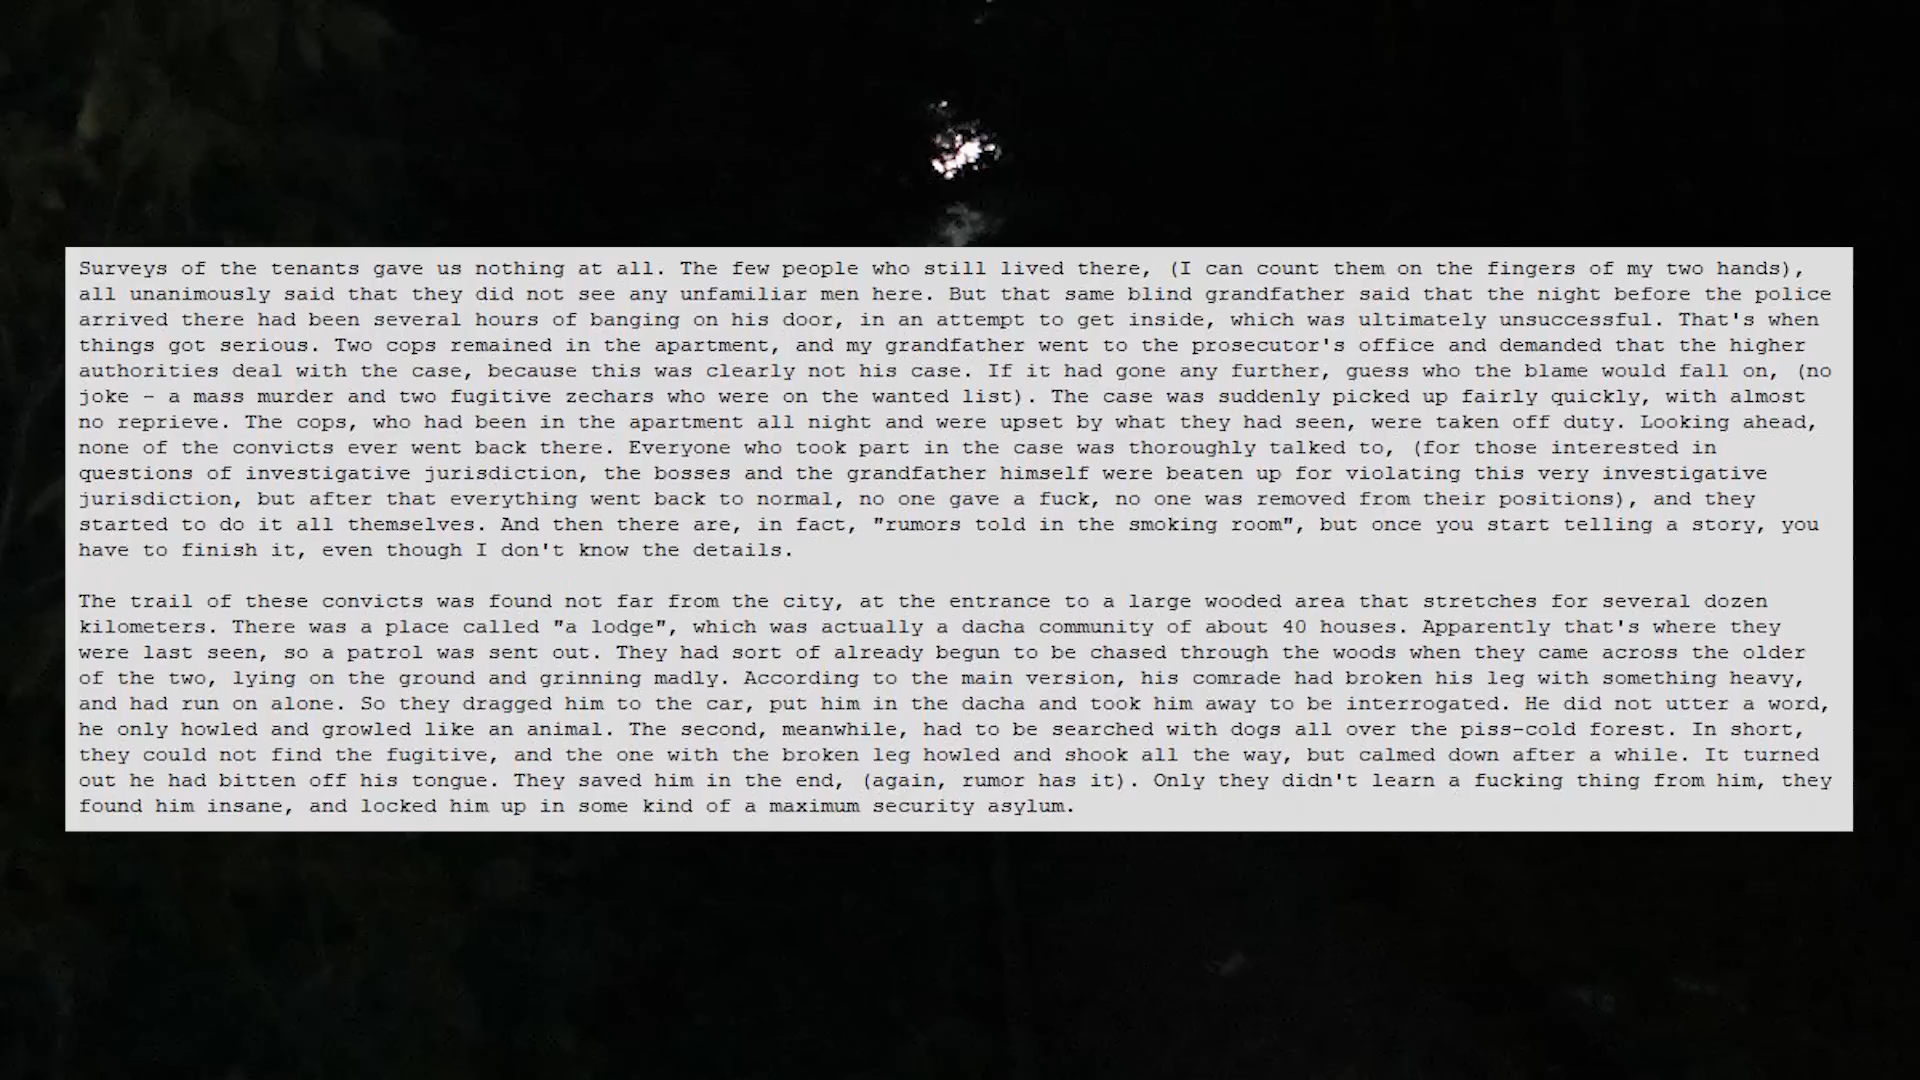 Surveys of the tenants gave us nothing at all. The few people who still lived there, (I can count them on the fingers of my two hands),
all unanimously said that they did not see any unfamiliar men here. But that same blind grandfather said that the night before the police
arrived there had been several hours of banging on his door, in an attempt to get inside, which was ultimately unsuccessful. That's when
things got serious. Two cops remained in the apartment, and my grandfather went to the prosecutor's office and demanded that the higher
authorities deal with the case, because this was clearly not his case. If it had gone any further, guess who the blame would fall on, (no
joke - a mass murder and two fugitive zechars who were on the wanted list). The case was suddenly picked up fairly quickly, with almost
no reprieve. The cops, who had been in the apartment all night and were upset by what they had seen, were taken off duty. Looking ahead,
none of the convicts ever went back there. Everyone who took part in the case was thoroughly talked to, (for those interested in
questions of investigative jurisdiction, the bosses and the grandfather himself were beaten up for violating this very investigative
jurisdiction, but after that everything went back to normal, no one gave a fuck, no one was removed from their positions), and they
started to do it all themselves. And then there are, in fact, "rumors told in the smoking room", but once you start telling a story, you
have to finish it, even though I don't know the details.

The trail of these convicts was found not far from the city, at the entrance to a large wooded area that stretches for several dozen
kilometers. There was a place called "a lodge", which was actually a dacha community of about 40 houses. Apparently that's where they
were last seen, so a patrol was sent out. They had sort of already begun to be chased through the woods when they came across the older
of the two, lying on the ground and grinning madly. According to the main version, his comrade had broken his leg with something heavy,
and had run on alone. So they dragged him to the car, put him in the dacha and took him away to be interrogated. He did not utter a word,
he only howled and growled like an animal. The second, meanwhile, had to be searched with dogs all over the piss-cold forest. In short,
they could not find the fugitive, and the one with the broken leg howled and shook all the way, but calmed down after a while. It turned
out he had bitten off his tongue. They saved him in the end, (again, rumor has it). Only they didn't learn a fucking thing from him, they
found him insane, and locked him up in some kind of a maximum security asylum.